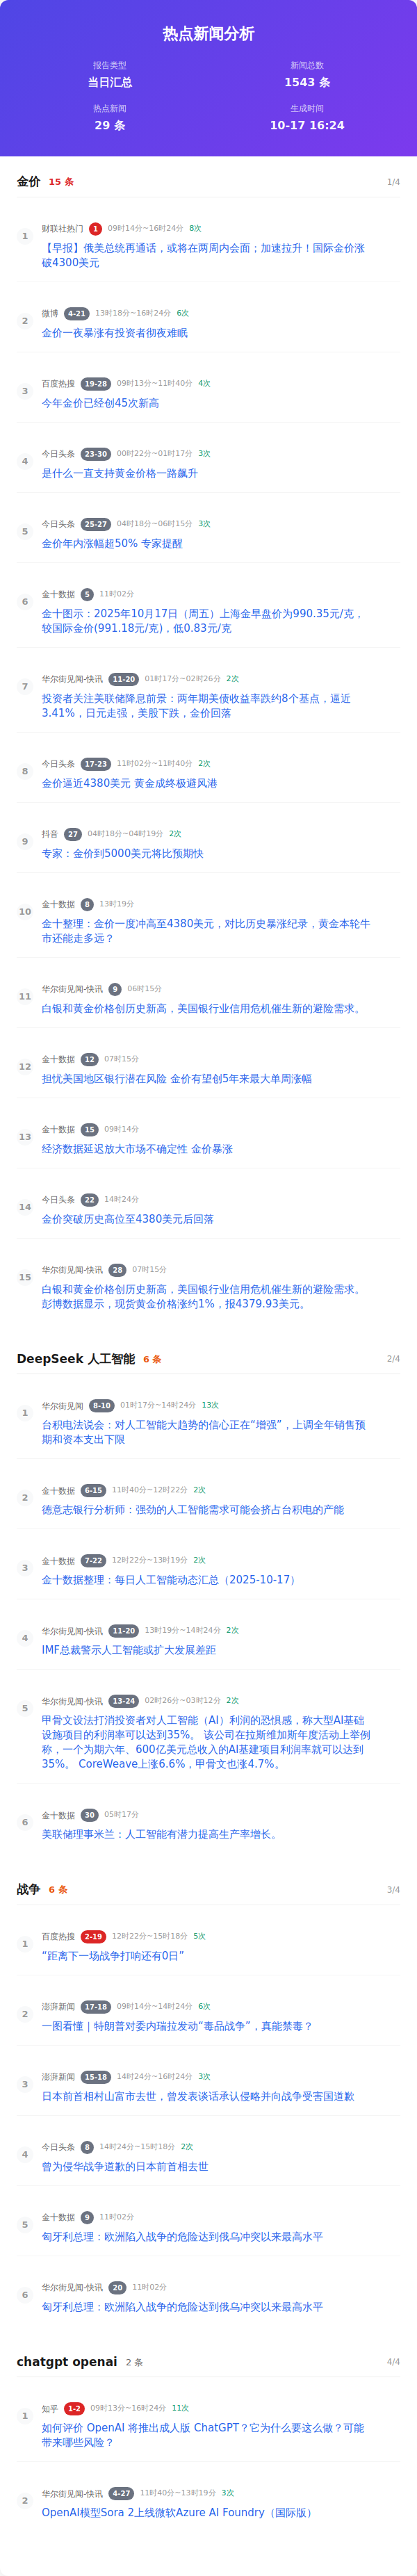 热点新闻分析
报告类型
当日汇总
新闻总数
1543 条
热点新闻
29 条
生成时间
10-17 16:24
金价 15 条 1/4
1
财联社热门 1 09时14分~16时24分 8次
【早报】俄美总统再通话，或将在两周内会面；加速拉升！国际金价涨
破4300美元
2
微博 4-21 13时18分~16时24分 6次
金价一夜暴涨有投资者彻夜难眠
3
百度热搜 19-28 09时13分~11时40分 4次
今年金价已经创45次新高
4
今日头条 23-30 00时22分~01时17分 3次
是什么一直支持黄金价格一路飙升
5
今日头条 25-27 04时18分~06时15分 3次
金价年内涨幅超50% 专家提醒
6
金十数据 5 11时02分
金十图示：2025年10月17日（周五）上海金早盘价为990.35元/克，
较国际金价(991.18元/克)，低0.83元/克
7
华尔街见闻-快讯 11-20 01时17分~02时26分 2次
投资者关注美联储降息前景：两年期美债收益率跌约8个基点，逼近
3.41%，日元走强，美股下跌，金价回落
8
今日头条 17-23 11时02分~11时40分 2次
金价逼近4380美元 黄金成终极避风港
9
抖音 27 04时18分~04时19分 2次
专家：金价到5000美元将比预期快
10
金十数据 8 13时19分
金十整理：金价一度冲高至4380美元，对比历史暴涨纪录，黄金本轮牛
市还能走多远？
11
华尔街见闻-快讯 9 06时15分
白银和黄金价格创历史新高，美国银行业信用危机催生新的避险需求。
12
金十数据 12 07时15分
担忧美国地区银行潜在风险 金价有望创5年来最大单周涨幅
13
金十数据 15 09时14分
经济数据延迟放大市场不确定性 金价暴涨
14
今日头条 22 14时24分
金价突破历史高位至4380美元后回落
15
华尔街见闻-快讯 28 07时15分
白银和黄金价格创历史新高，美国银行业信用危机催生新的避险需求。
彭博数据显示，现货黄金价格涨约1%，报4379.93美元。
DeepSeek 人工智能 6 条 2/4
1
华尔街见闻 8-10 01时17分~14时24分 13次
台积电法说会：对人工智能大趋势的信心正在“增强”，上调全年销售预
期和资本支出下限
2
金十数据 6-15 11时40分~12时22分 2次
德意志银行分析师：强劲的人工智能需求可能会挤占台积电的产能
3
金十数据 7-22 12时22分~13时19分 2次
金十数据整理：每日人工智能动态汇总（2025-10-17）
4
华尔街见闻-快讯 11-20 13时19分~14时24分 2次
IMF总裁警示人工智能或扩大发展差距
5
华尔街见闻-快讯 13-24 02时26分~03时12分 2次
甲骨文设法打消投资者对人工智能（AI）利润的恐惧感，称大型AI基础
设施项目的利润率可以达到35%。 该公司在拉斯维加斯年度活动上举例
称，一个为期六年、600亿美元总收入的AI基建项目利润率就可以达到
35%。 CoreWeave上涨6.6%，甲骨文也涨4.7%。
6
金十数据 30 05时17分
美联储理事米兰：人工智能有潜力提高生产率增长。
战争 6 条 3/4
1
百度热搜 2-19 12时22分~15时18分 5次
“距离下一场战争打响还有0日”
2
澎湃新闻 17-18 09时14分~14时24分 6次
一图看懂｜特朗普对委内瑞拉发动“毒品战争”，真能禁毒？
3
澎湃新闻 15-18 14时24分~16时24分 3次
日本前首相村山富市去世，曾发表谈话承认侵略并向战争受害国道歉
4
今日头条 8 14时24分~15时18分 2次
曾为侵华战争道歉的日本前首相去世
5
金十数据 9 11时02分
匈牙利总理：欧洲陷入战争的危险达到俄乌冲突以来最高水平
6
华尔街见闻-快讯 20 11时02分
匈牙利总理：欧洲陷入战争的危险达到俄乌冲突以来最高水平
chatgpt openai 2 条 4/4
1
知乎 1-2 09时13分~16时24分 11次
如何评价 OpenAI 将推出成人版 ChatGPT？它为什么要这么做？可能
带来哪些风险？
2
华尔街见闻-快讯 4-27 11时40分~13时19分 3次
OpenAI模型Sora 2上线微软Azure AI Foundry（国际版）